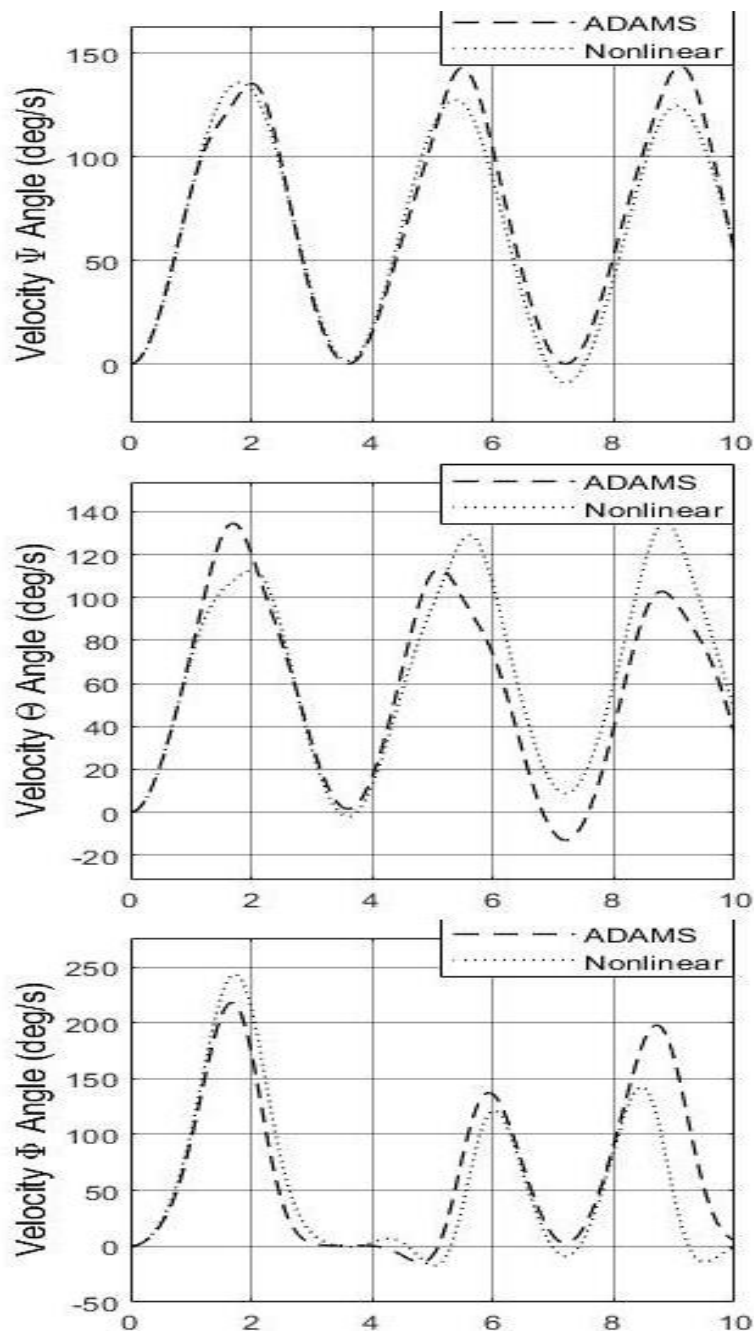 ADAMS
Nonlinear
Velocity Ψ Angle (deg/s)
150
100
50
0
0 2 4 6 8 10
ADAMS
Nonlinear
Velocity Θ Angle (deg/s)
140
120
100
80
60
40
20
0
-20
0 2 4 6 8 10
ADAMS
Nonlinear
Velocity Φ Angle (deg/s)
250
200
150
100
50
0
-50
0 2 4 6 8 10